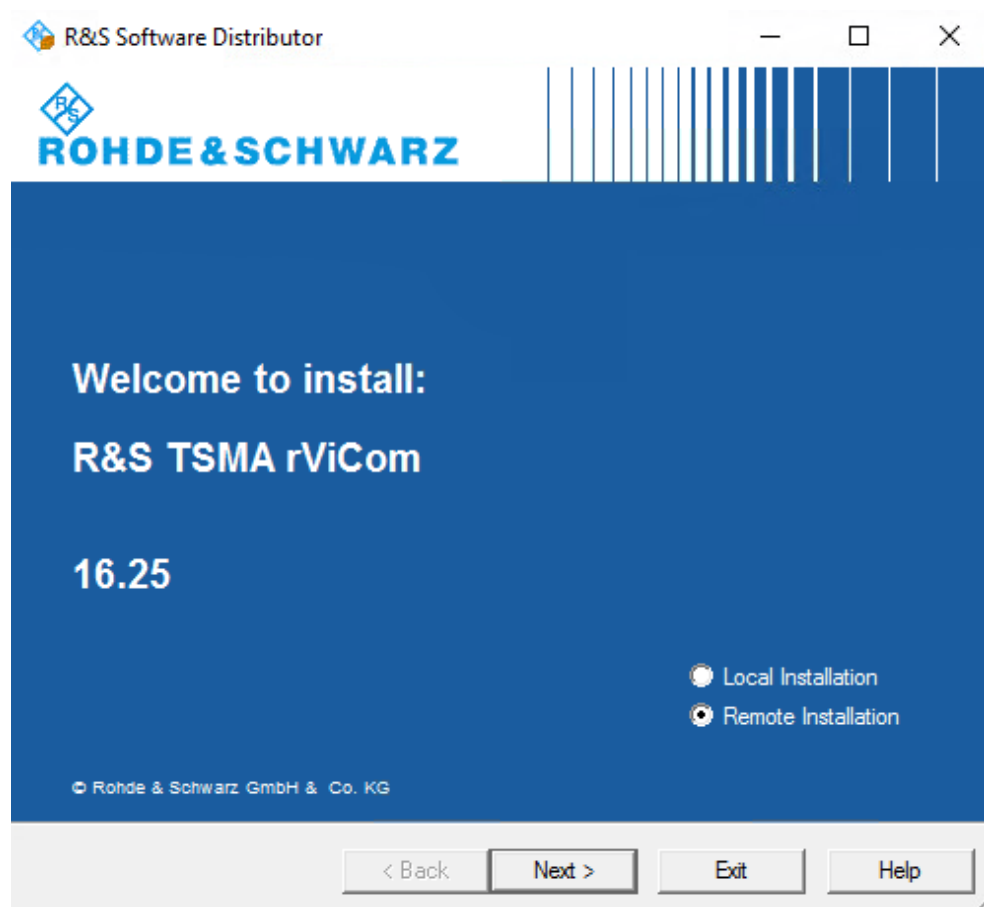 R&S Software Distributor
R&S
ROHDE&SCHWARZ
Welcome to install:
R&S TSMA rViCom
16.25
Local Installation
Remote Installation
© Rohde & Schwarz GmbH & Co. KG
< Back
Next >
Exit
Help